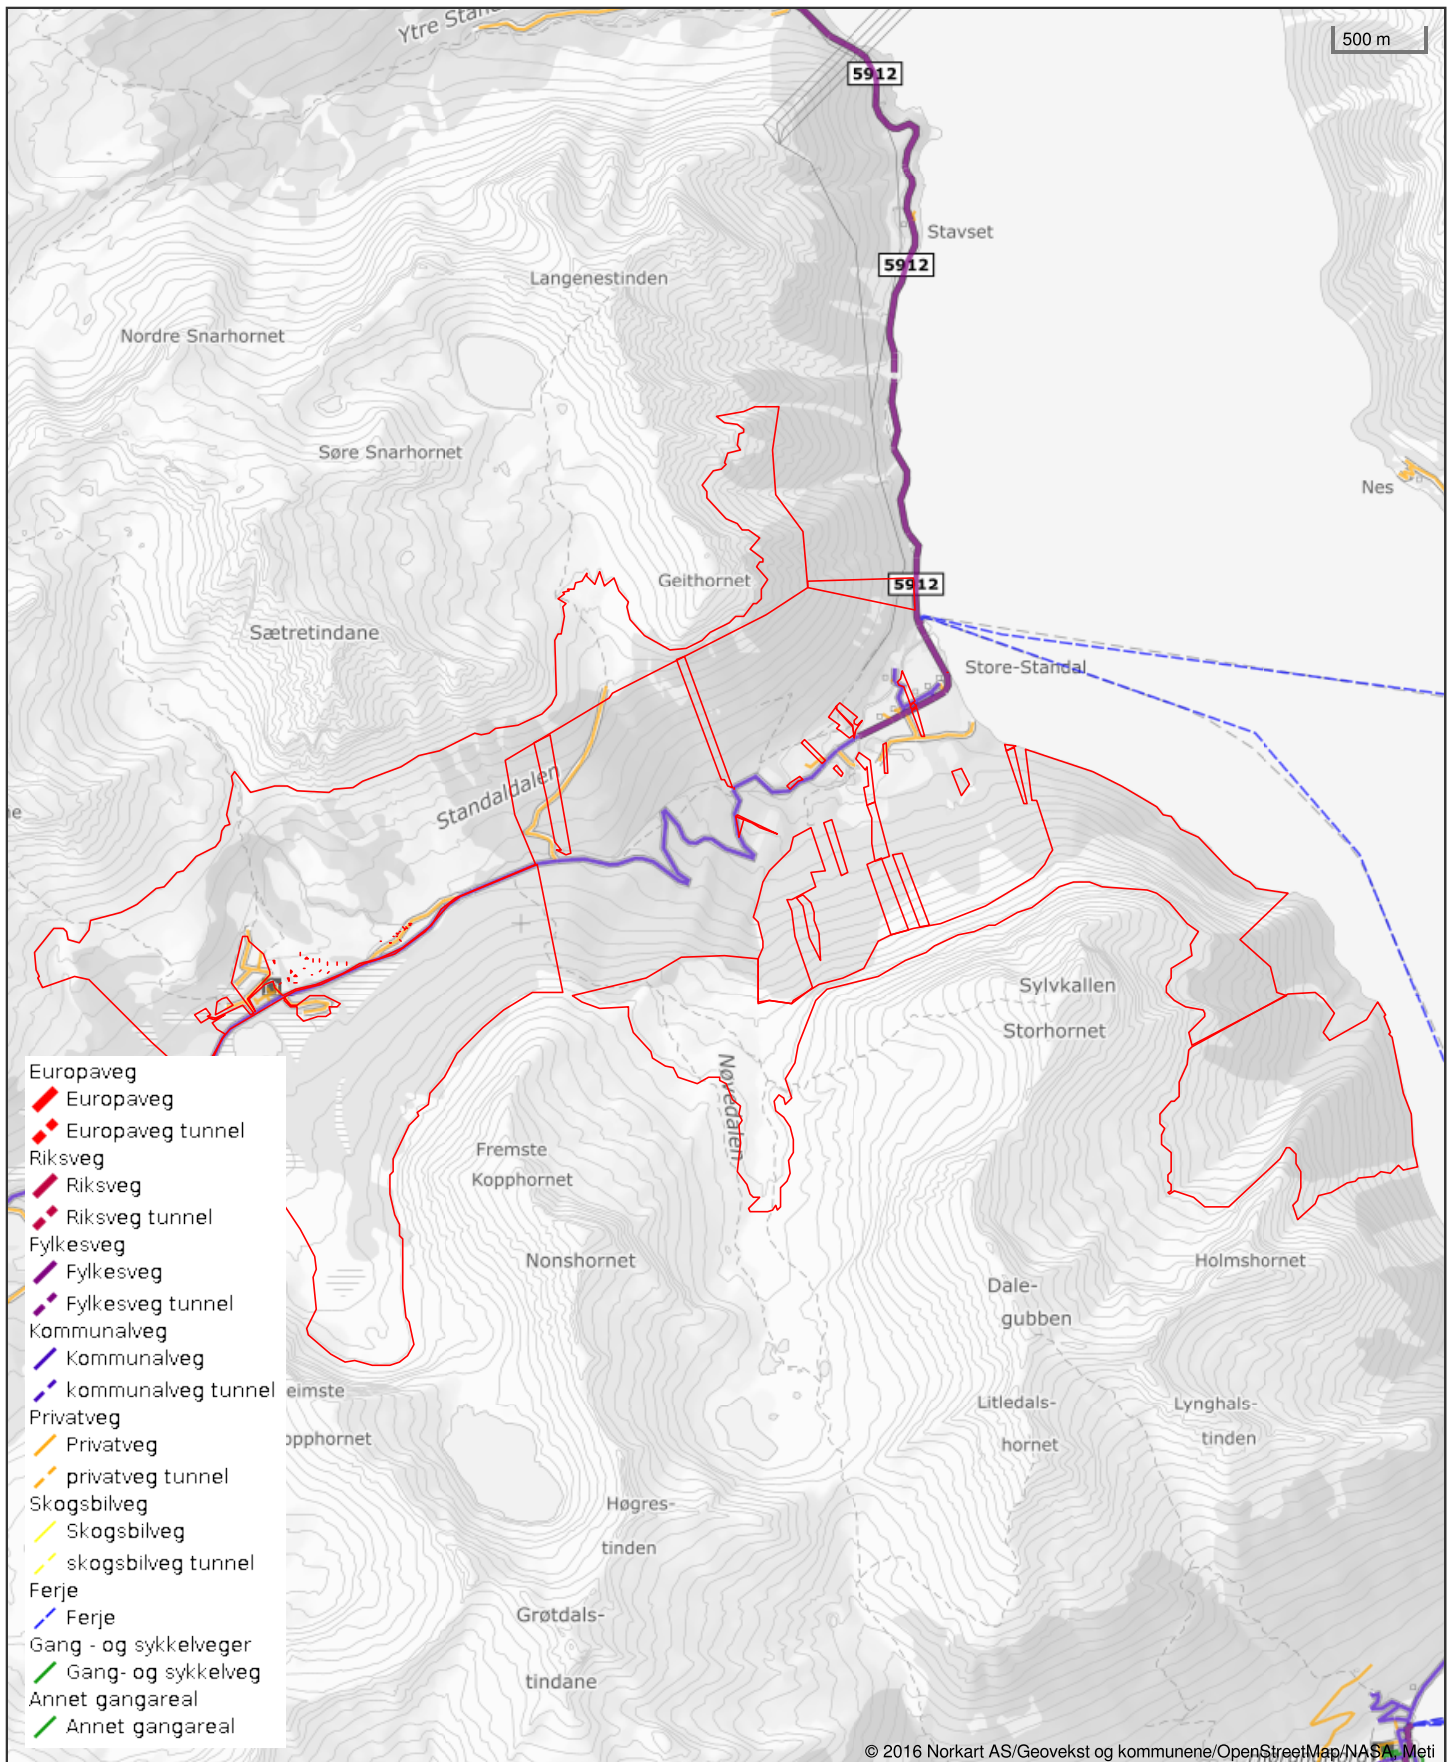 500 m
5912
Stavset
5912
Langenestinden
Nordre Snarhornet
Søre Snarhornet
Nes
Geithornet
5912
Sætretindane
Store-Standal
Standaldalen
Sylvkallen
Storhornet
Nøvedalen
Fremste
Kopphornet
Nonshornet
Holmshornet
Dale-
gubben
Litledals-
hornet
Lynghals-
tinden
Høgres-
tinden
Grøtdals-
tindane
Europaveg
Europaveg
Europaveg tunnel
Riksveg
Riksveg
Riksveg tunnel
Fylkesveg
Fylkesveg
Fylkesveg tunnel
Kommunalveg
Kommunalveg
kommunalveg tunnel
Privatveg
Privatveg
privatveg tunnel
Skogsbilveg
Skogsbilveg
skogsbilveg tunnel
Ferje
Ferje
Gang - og sykkelveger
Gang- og sykkelveg
Annet gangareal
Annet gangareal
© 2016 Norkart AS/Geovekst og kommunene/OpenStreetMap/NASA, Meti